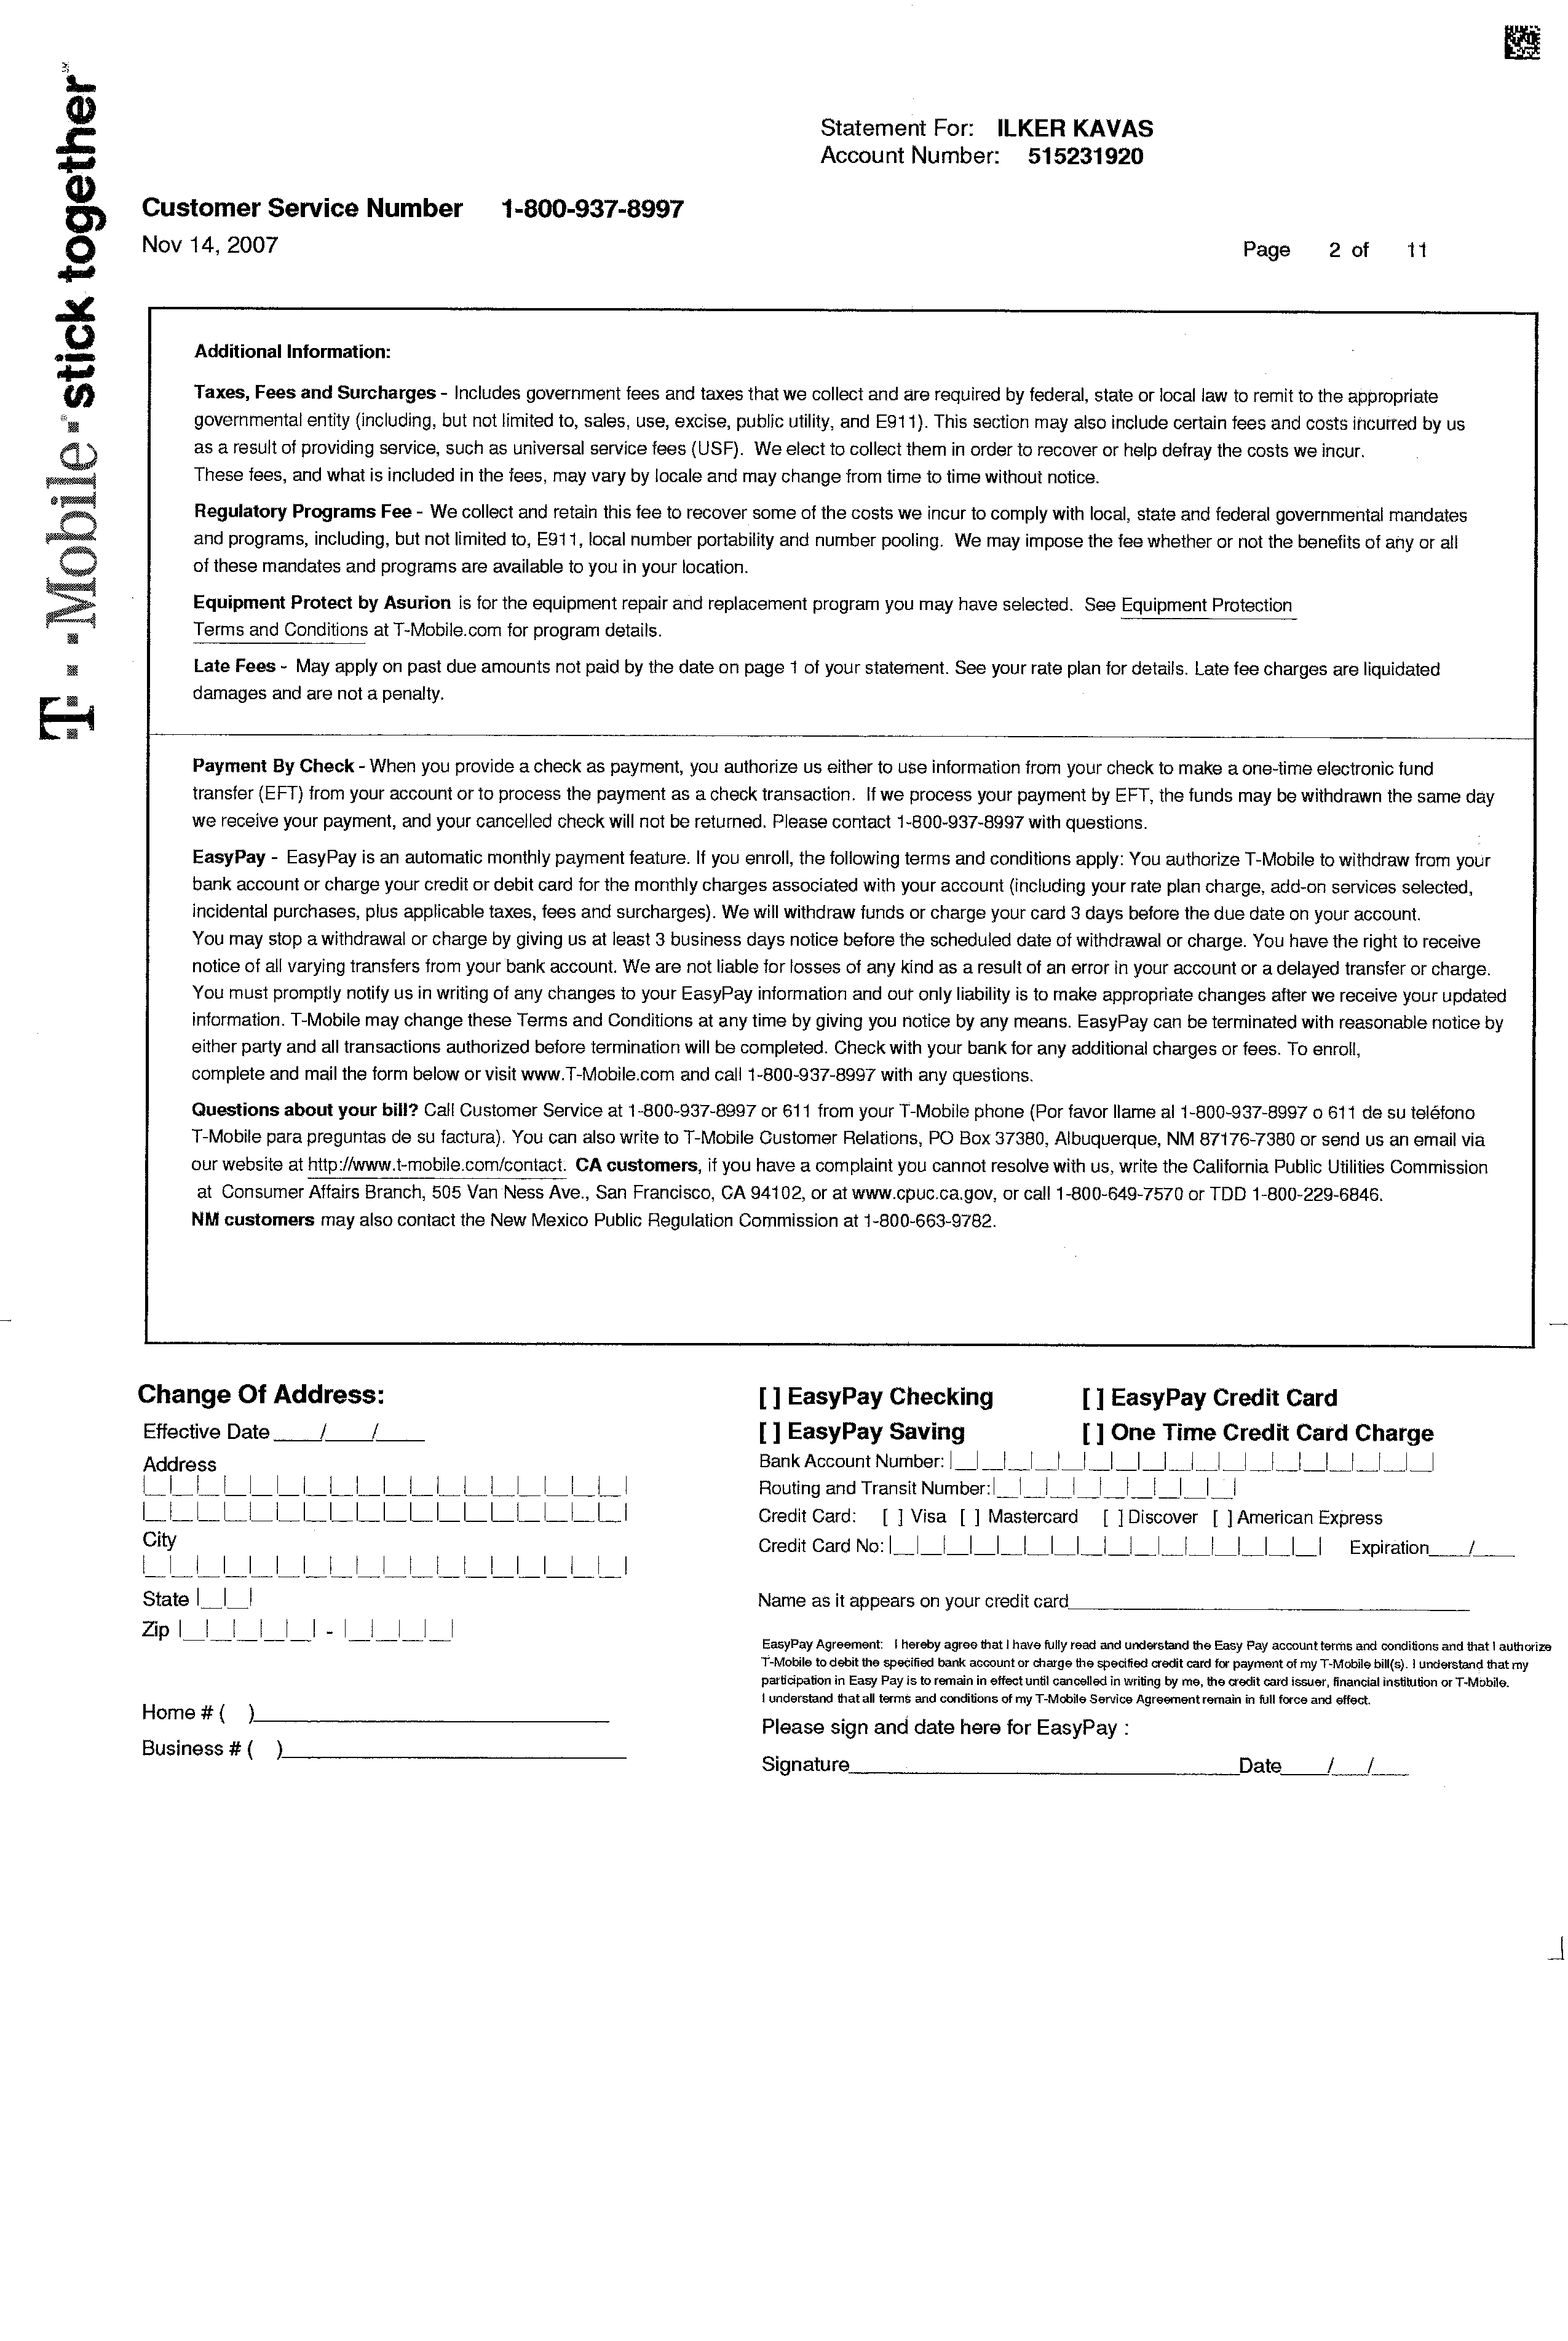 T··Mobile·stick together℠
Statement For: ILKER KAVAS
Account Number: 515231920
Customer Service Number 1-800-937-8997
Nov 14, 2007
Page 2 of 11
Additional Information:
Taxes, Fees and Surcharges - Includes government fees and taxes that we collect and are required by federal, state or local law to remit to the appropriate
governmental entity (including, but not limited to, sales, use, excise, public utility, and E911). This section may also include certain fees and costs incurred by us
as a result of providing service, such as universal service fees (USF). We elect to collect them in order to recover or help defray the costs we incur.
These fees, and what is included in the fees, may vary by locale and may change from time to time without notice.
Regulatory Programs Fee - We collect and retain this fee to recover some of the costs we incur to comply with local, state and federal governmental mandates
and programs, including, but not limited to, E911, local number portability and number pooling. We may impose the fee whether or not the benefits of any or all
of these mandates and programs are available to you in your location.
Equipment Protect by Asurion is for the equipment repair and replacement program you may have selected. See Equipment Protection
Terms and Conditions at T-Mobile.com for program details.
Late Fees - May apply on past due amounts not paid by the date on page 1 of your statement. See your rate plan for details. Late fee charges are liquidated
damages and are not a penalty.
Payment By Check - When you provide a check as payment, you authorize us either to use information from your check to make a one-time electronic fund
transfer (EFT) from your account or to process the payment as a check transaction. If we process your payment by EFT, the funds may be withdrawn the same day
we receive your payment, and your cancelled check will not be returned. Please contact 1-800-937-8997 with questions.
EasyPay - EasyPay is an automatic monthly payment feature. If you enroll, the following terms and conditions apply: You authorize T-Mobile to withdraw from your
bank account or charge your credit or debit card for the monthly charges associated with your account (including your rate plan charge, add-on services selected,
incidental purchases, plus applicable taxes, fees and surcharges). We will withdraw funds or charge your card 3 days before the due date on your account.
You may stop a withdrawal or charge by giving us at least 3 business days notice before the scheduled date of withdrawal or charge. You have the right to receive
notice of all varying transfers from your bank account. We are not liable for losses of any kind as a result of an error in your account or a delayed transfer or charge.
You must promptly notify us in writing of any changes to your EasyPay information and our only liability is to make appropriate changes after we receive your updated
information. T-Mobile may change these Terms and Conditions at any time by giving you notice by any means. EasyPay can be terminated with reasonable notice by
either party and all transactions authorized before termination will be completed. Check with your bank for any additional charges or fees. To enroll,
complete and mail the form below or visit www.T-Mobile.com and call 1-800-937-8997 with any questions.
Questions about your bill? Call Customer Service at 1-800-937-8997 or 611 from your T-Mobile phone (Por favor llame al 1-800-937-8997 o 611 de su teléfono
T-Mobile para preguntas de su factura). You can also write to T-Mobile Customer Relations, PO Box 37380, Albuquerque, NM 87176-7380 or send us an email via
our website at http://www.t-mobile.com/contact. CA customers, if you have a complaint you cannot resolve with us, write the California Public Utilities Commission
at Consumer Affairs Branch, 505 Van Ness Ave., San Francisco, CA 94102, or at www.cpuc.ca.gov, or call 1-800-649-7570 or TDD 1-800-229-6846.
NM customers may also contact the New Mexico Public Regulation Commission at 1-800-663-9782.
Change Of Address:
Effective Date ____/____/____
Address
City
State
Zip -
Home # ( )
Business # ( )
[ ] EasyPay Checking [ ] EasyPay Credit Card
[ ] EasyPay Saving [ ] One Time Credit Card Charge
Bank Account Number:
Routing and Transit Number:
Credit Card: [ ] Visa [ ] Mastercard [ ] Discover [ ] American Express
Credit Card No: Expiration____/____
Name as it appears on your credit card
EasyPay Agreement: I hereby agree that I have fully read and understand the Easy Pay account terms and conditions and that I authorize
T-Mobile to debit the specified bank account or charge the specified credit card for payment of my T-Mobile bill(s). I understand that my
participation in Easy Pay is to remain in effect until cancelled in writing by me, the credit card issuer, financial institution or T-Mobile.
I understand that all terms and conditions of my T-Mobile Service Agreement remain in full force and effect.
Please sign and date here for EasyPay :
Signature____ Date____/____/____